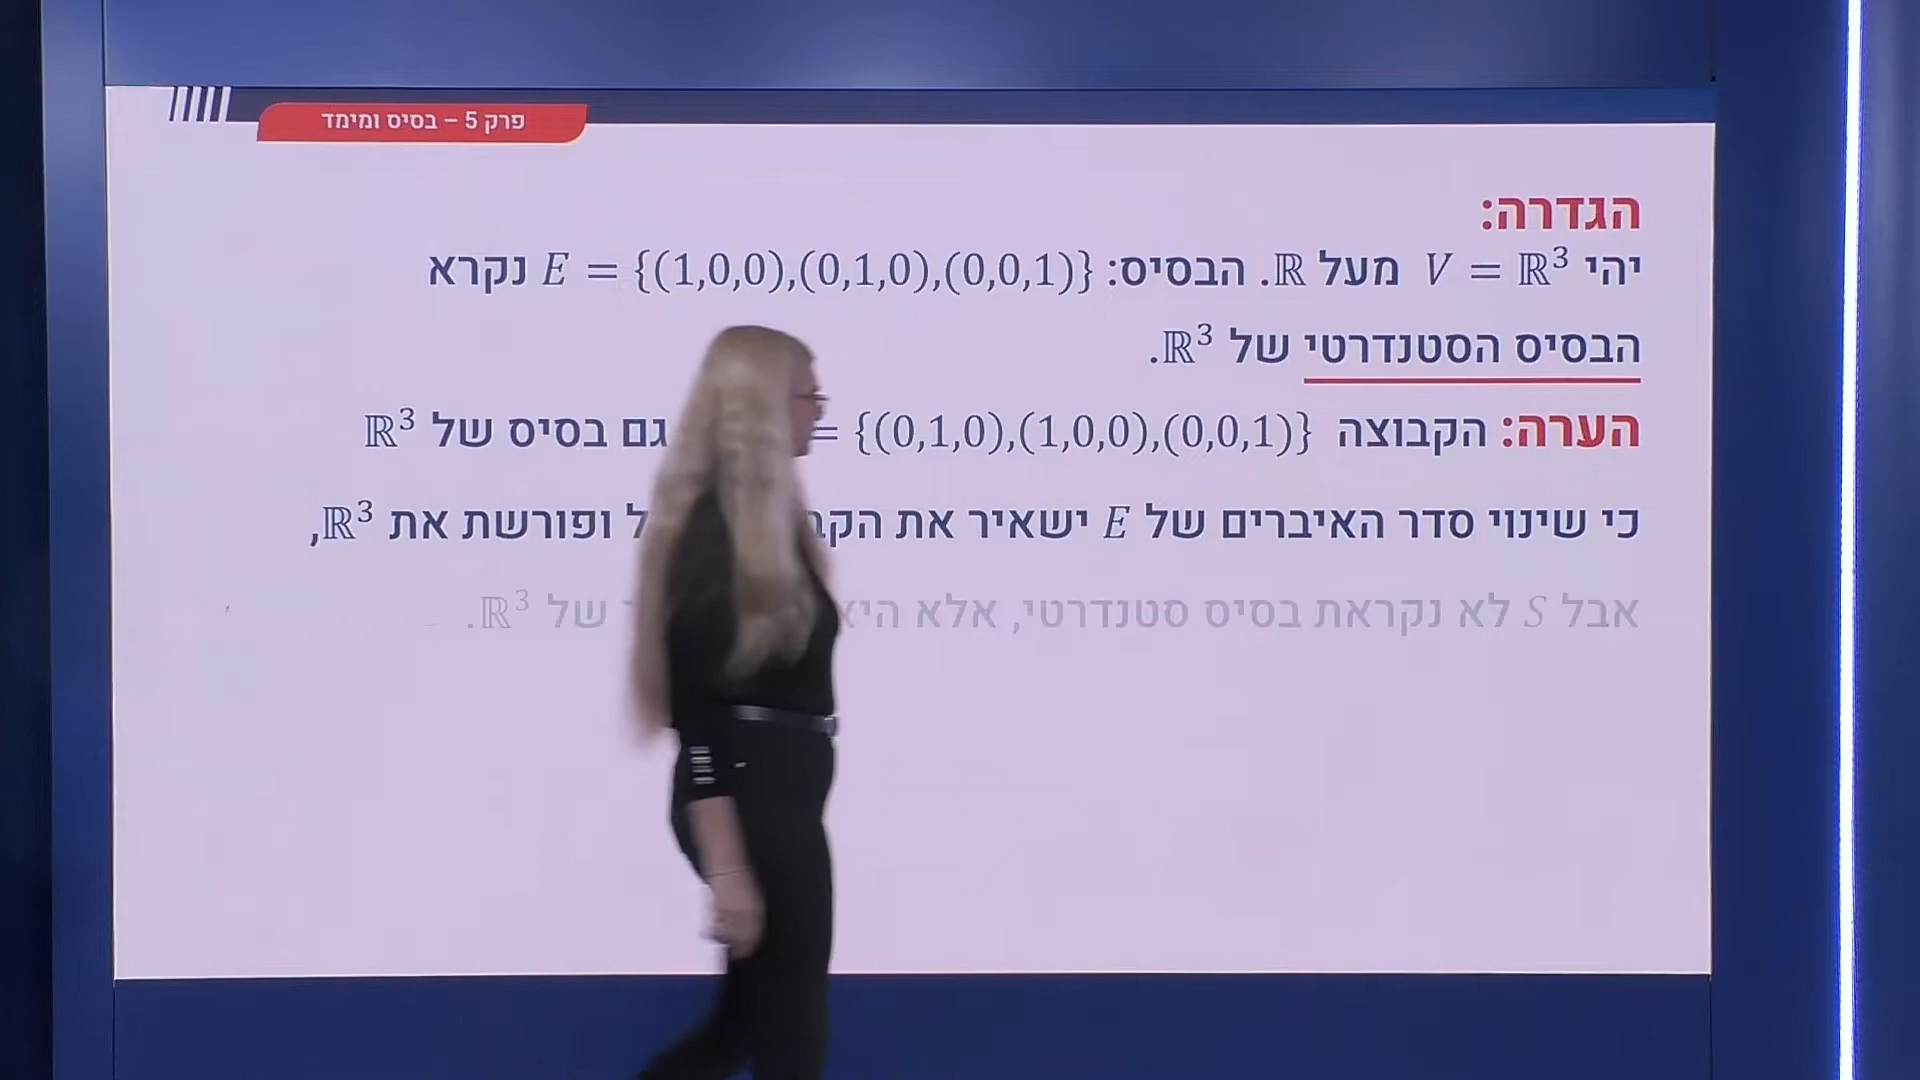 פרק 5 – בסיס ומימד
הגדרה:
יהי V = ℝ³ מעל ℝ. הבסיס: E = {(1,0,0),(0,1,0),(0,0,1)} נקרא
הבסיס הסטנדרטי של ℝ³.
הערה: הקבוצה = {(0,1,0),(1,0,0),(0,0,1)} גם בסיס של ℝ³
כי שינוי סדר האיברים של E ישאיר את ופורשת את ℝ³,
אבל S לא נקראת בסיס סטנדרטי, אלא היא של ℝ³.